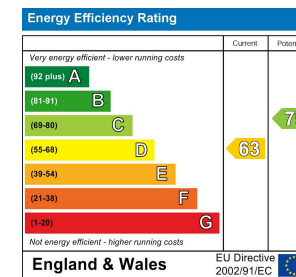 Energy Efficiency Rating
Current
Very energy efficient - lower running costs
(92 plus) A
(81-91) B
(69-80) C
(55-68) D
63
(39-54) E
(21-38) F
(1-20) G
Not energy efficient - higher running costs
England & Wales
EU Directive
2002/91/EC